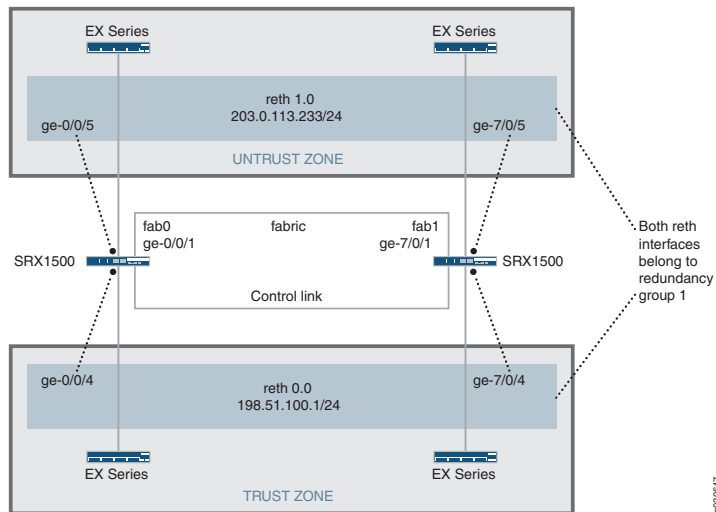 EX Series
EX Series
reth 1.0
203.0.113.233/24
ge-0/0/5
ge-7/0/5
UNTRUST ZONE
fab0
fabric
fab1
ge-0/0/1
ge-7/0/1
SRX1500
SRX1500
Control link
Both reth
interfaces
belong to
redundancy
group 1
ge-0/0/4
ge-7/0/4
reth 0.0
198.51.100.1/24
EX Series
EX Series
TRUST ZONE